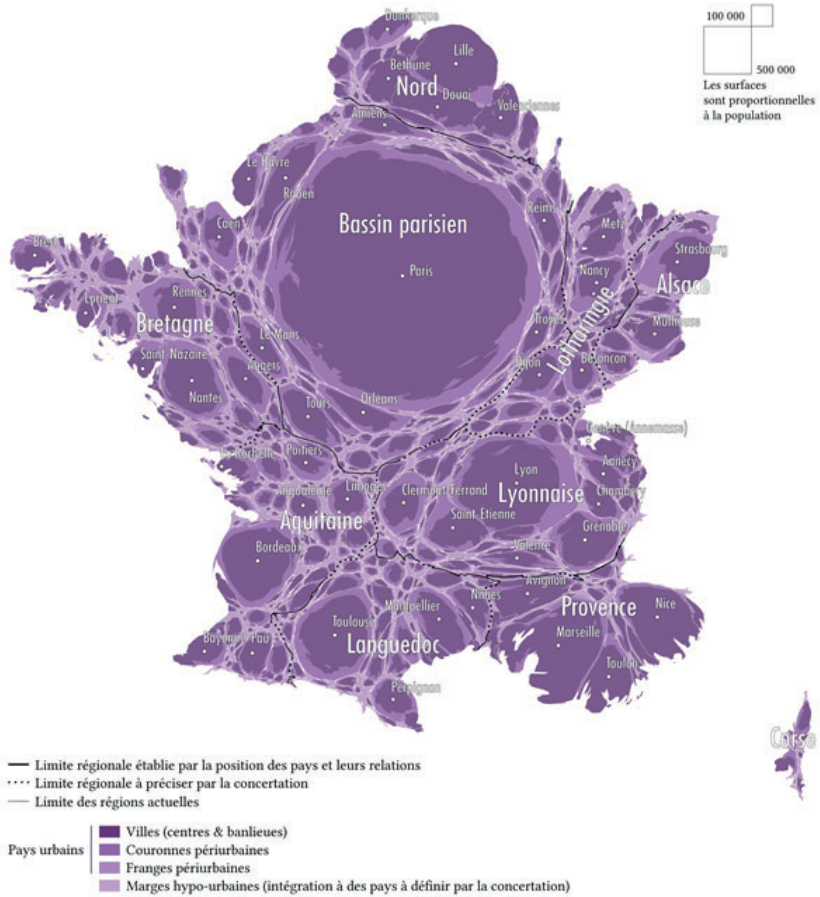 100 000
500 000
Les surfaces
sont proportionnelles
à la population
Dunkerque
Lille
Béthune
Nord
Douai
Valenciennes
Amiens
Le Havre
Rouen
Reims
Metz
Caen
Bassin parisien
Strasbourg
Brest
Paris
Nancy
Alsace
Lorient
Rennes
Bretagne
Troyes
Lotharingie
Mulhouse
Le Mans
Saint-Nazaire
Angers
Dijon
Besançon
Nantes
Tours
Orléans
Genève (Annemasse)
La Rochelle
Poitiers
Lyon
Annecy
Angoulême
Limoges
Clermont-Ferrand
Lyonnaise
Chambéry
Aquitaine
Saint-Etienne
Grenoble
Bordeaux
Valence
Avignon
Montpellier
Nîmes
Provence
Nice
Toulouse
Bayonne
Pau
Languedoc
Marseille
Toulon
Perpignan
Corse
Limite régionale établie par la position des pays et leurs relations
Limite régionale à préciser par la concertation
Limite des régions actuelles
Pays urbains
Villes (centres & banlieues)
Couronnes périurbaines
Franges périurbaines
Marges hypo-urbaines (intégration à des pays à définir par la concertation)